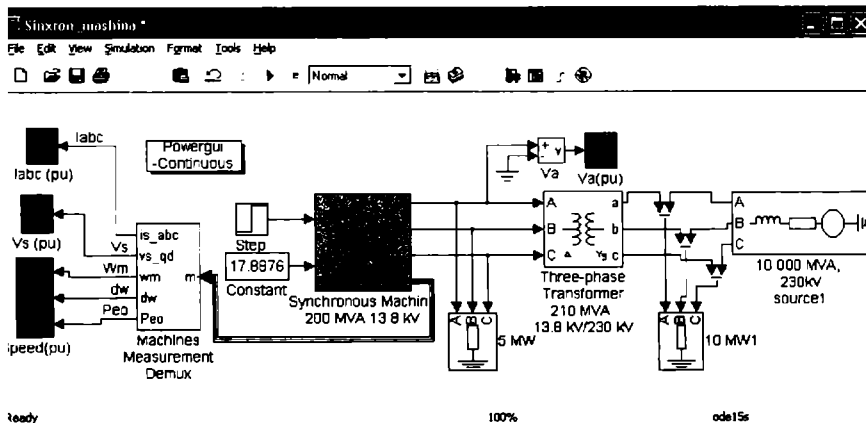 Sinxron_mashina *
File Edit View Simulation Format Tools Help
Normal
Iabc
Iabc (pu)
Powergui
-Continuous
+
-
v
Va
Va(pu)
Vs (pu)
Vs
Wm
dw
Peo
Speed(pu)
is_abc
vs_qd
wm
dw
Peo
m
Machines
Measurement
Demux
Step
17.8976
Constant
Synchronous Machin
200 MVA 13.8 kV
A
B
C
5 MW
A
B
C
a
b
c
Yg
Three-phase
Transformer
210 MVA
13.8 kV/230 kV
A
B
C
10 MW1
A
B
C
10 000 MVA,
230kV
source1
Ready
100%
ode15s